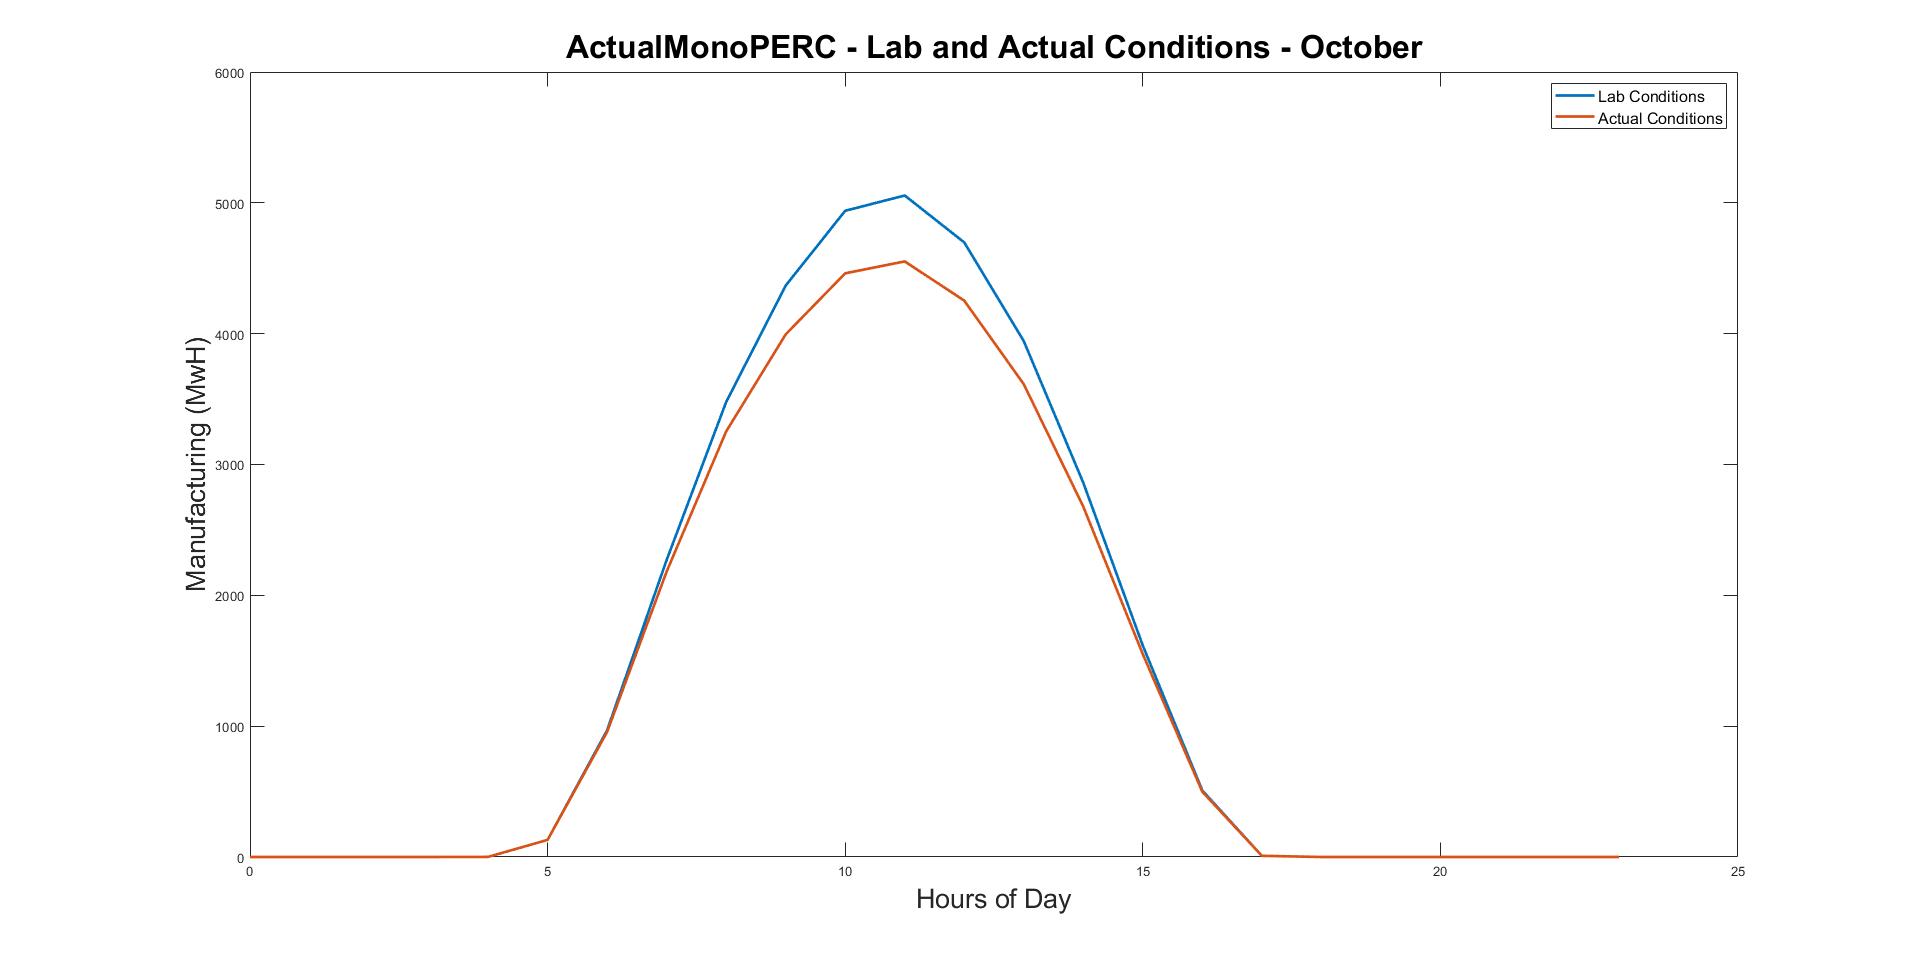 ActualMonoPERC - Lab and Actual Conditions - October
Lab Conditions
Actual Conditions
Manufacturing (MwH)
6000
5000
4000
3000
2000
1000
0
0
5
10
15
20
25
Hours of Day